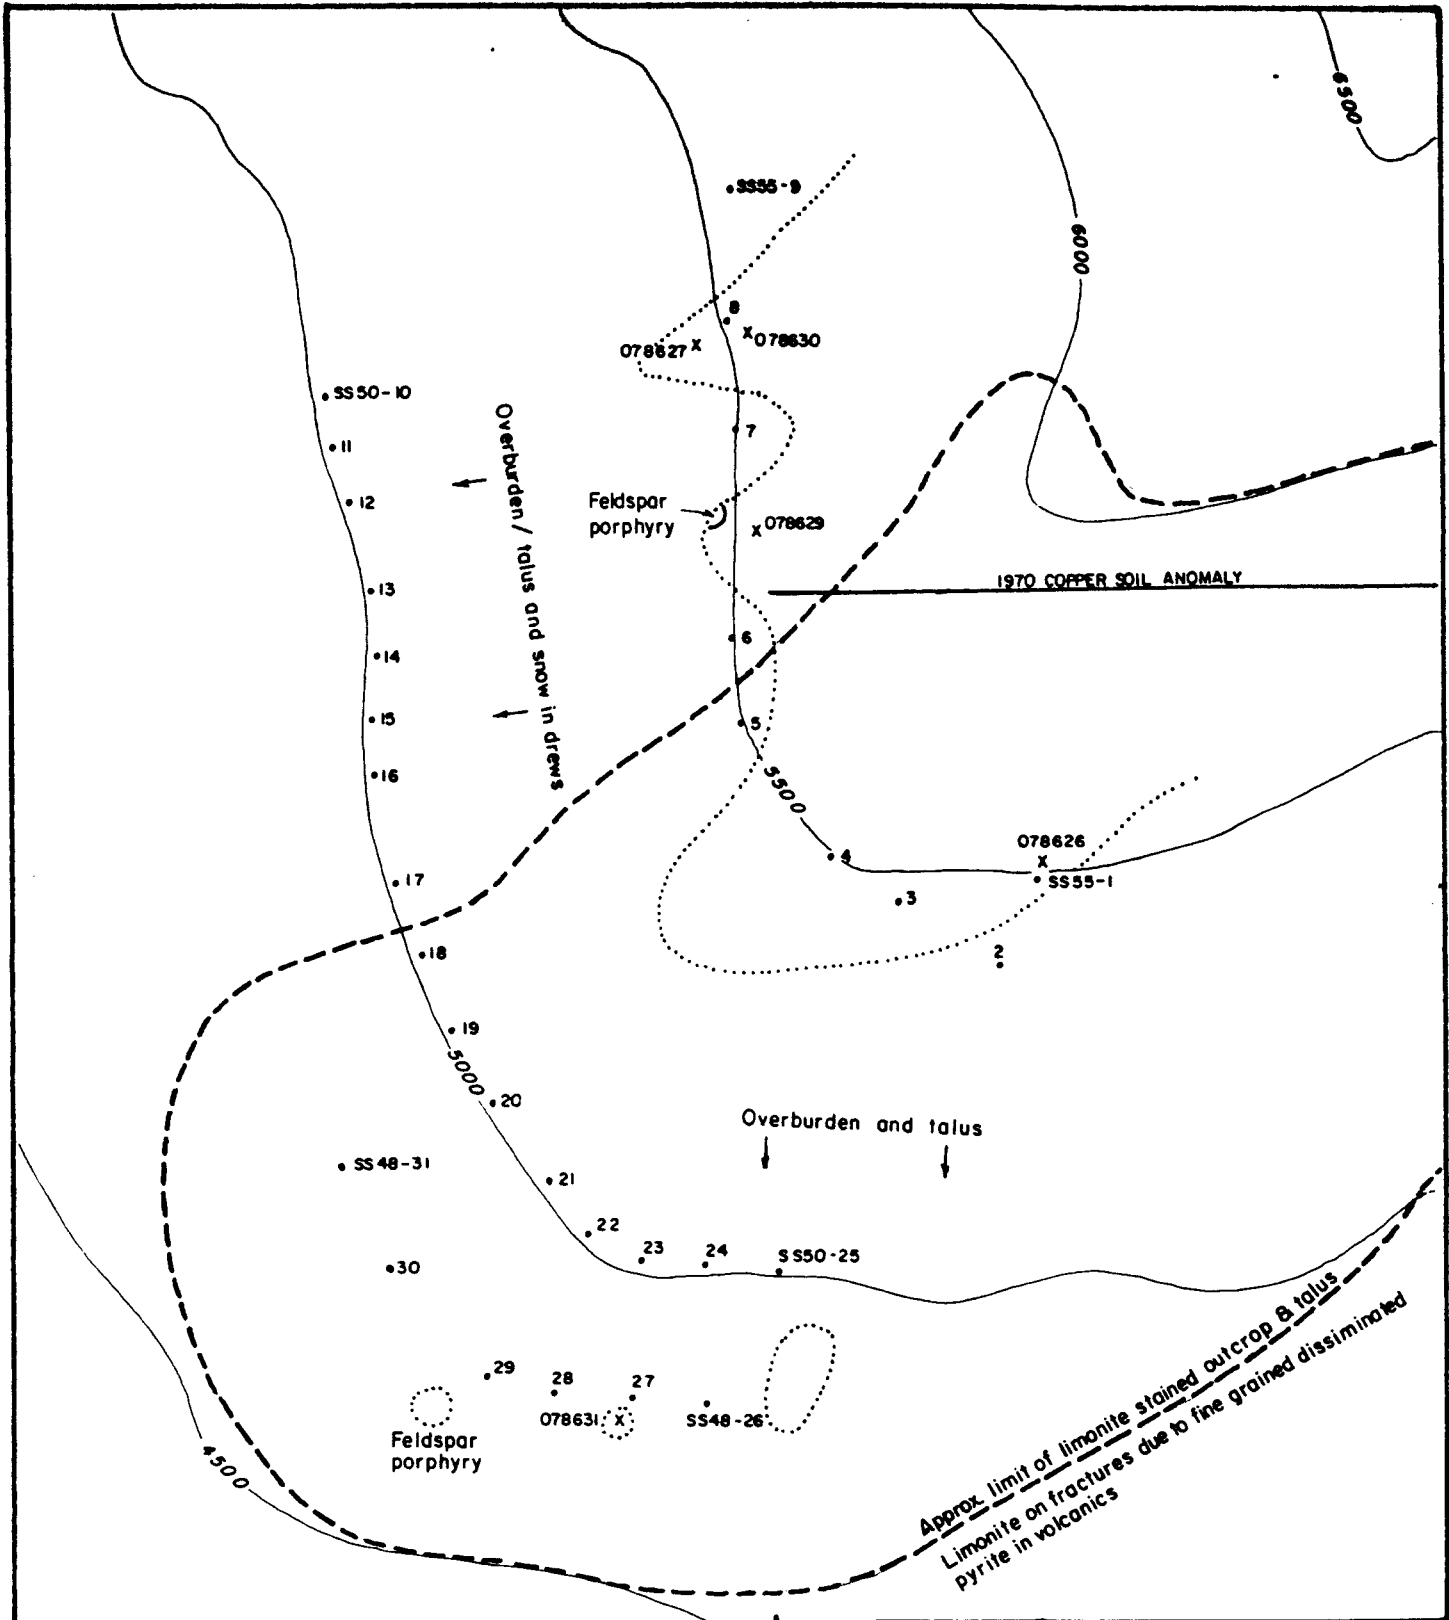 6500
SS55-9
6000
8
078630
078627
SS50-10
11
12
Overburden / talus and snow in drews
7
Feldspar
porphyry
078629
1970 COPPER SOIL ANOMALY
13
14
15
16
17
6
5
5500
4
078626
SS55-1
3
2
18
19
5000
20
Overburden and talus
SS48-31
21
22
23
24
SS50-25
30
29
28
27
078631
SS48-26
Feldspar
porphyry
4500
Approx. limit of limonite stained outcrop & talus
Limonite on fractures due to fine grained dissiminated
pyrite in volcanics